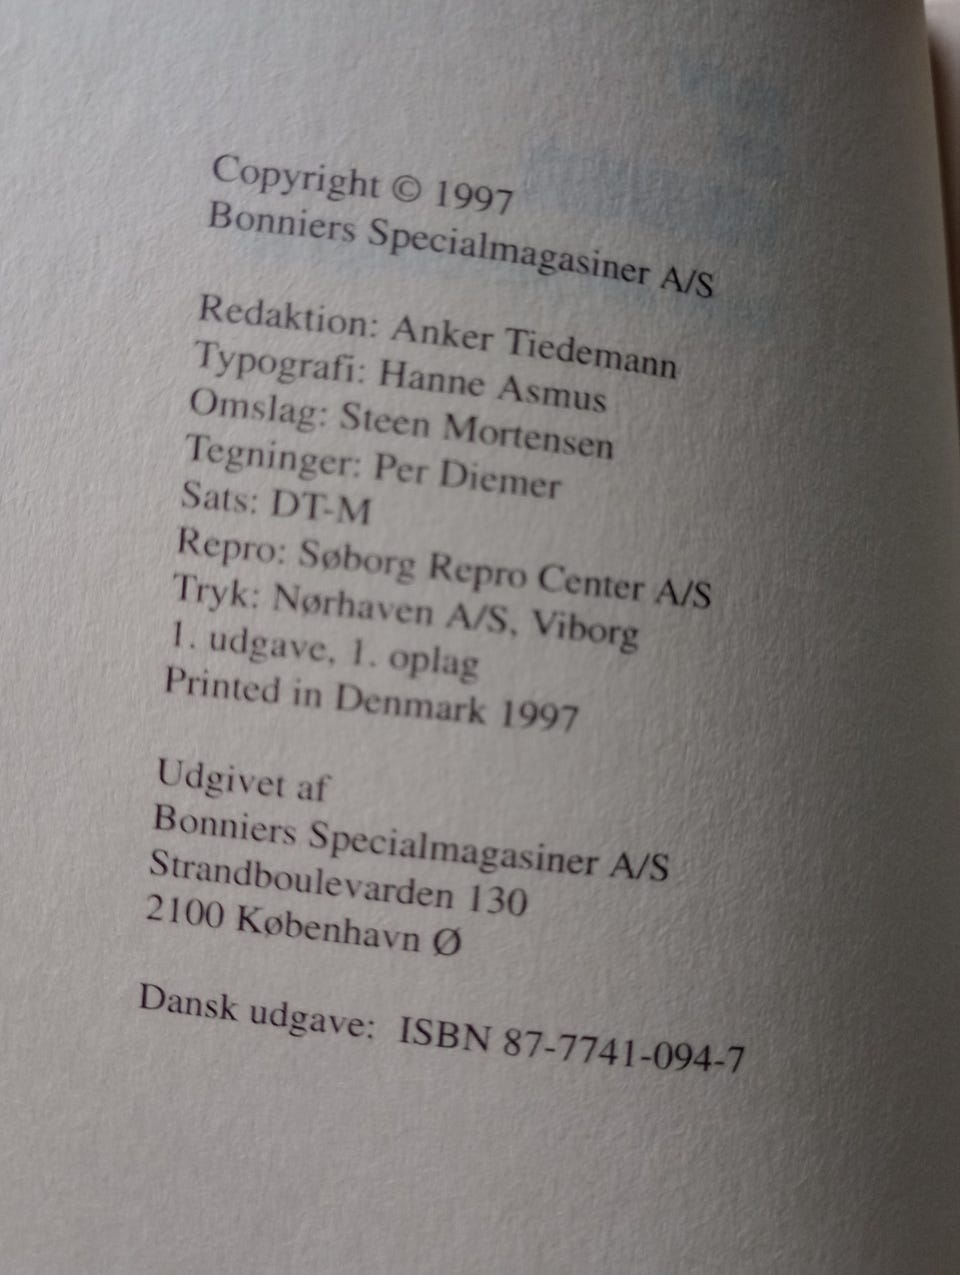 Copyright © 1997
Bonniers Specialmagasiner A/S
Redaktion: Anker Tiedemann
Typografi: Hanne Asmus
Omslag: Steen Mortensen
Tegninger: Per Diemer
Sats: DT-M
Repro: Søborg Repro Center A/S
Tryk: Nørhaven A/S, Viborg
1. udgave, 1. oplag
Printed in Denmark 1997
Udgivet af
Bonniers Specialmagasiner A/S
Strandboulevarden 130
2100 København Ø
Dansk udgave: ISBN 87-7741-094-7